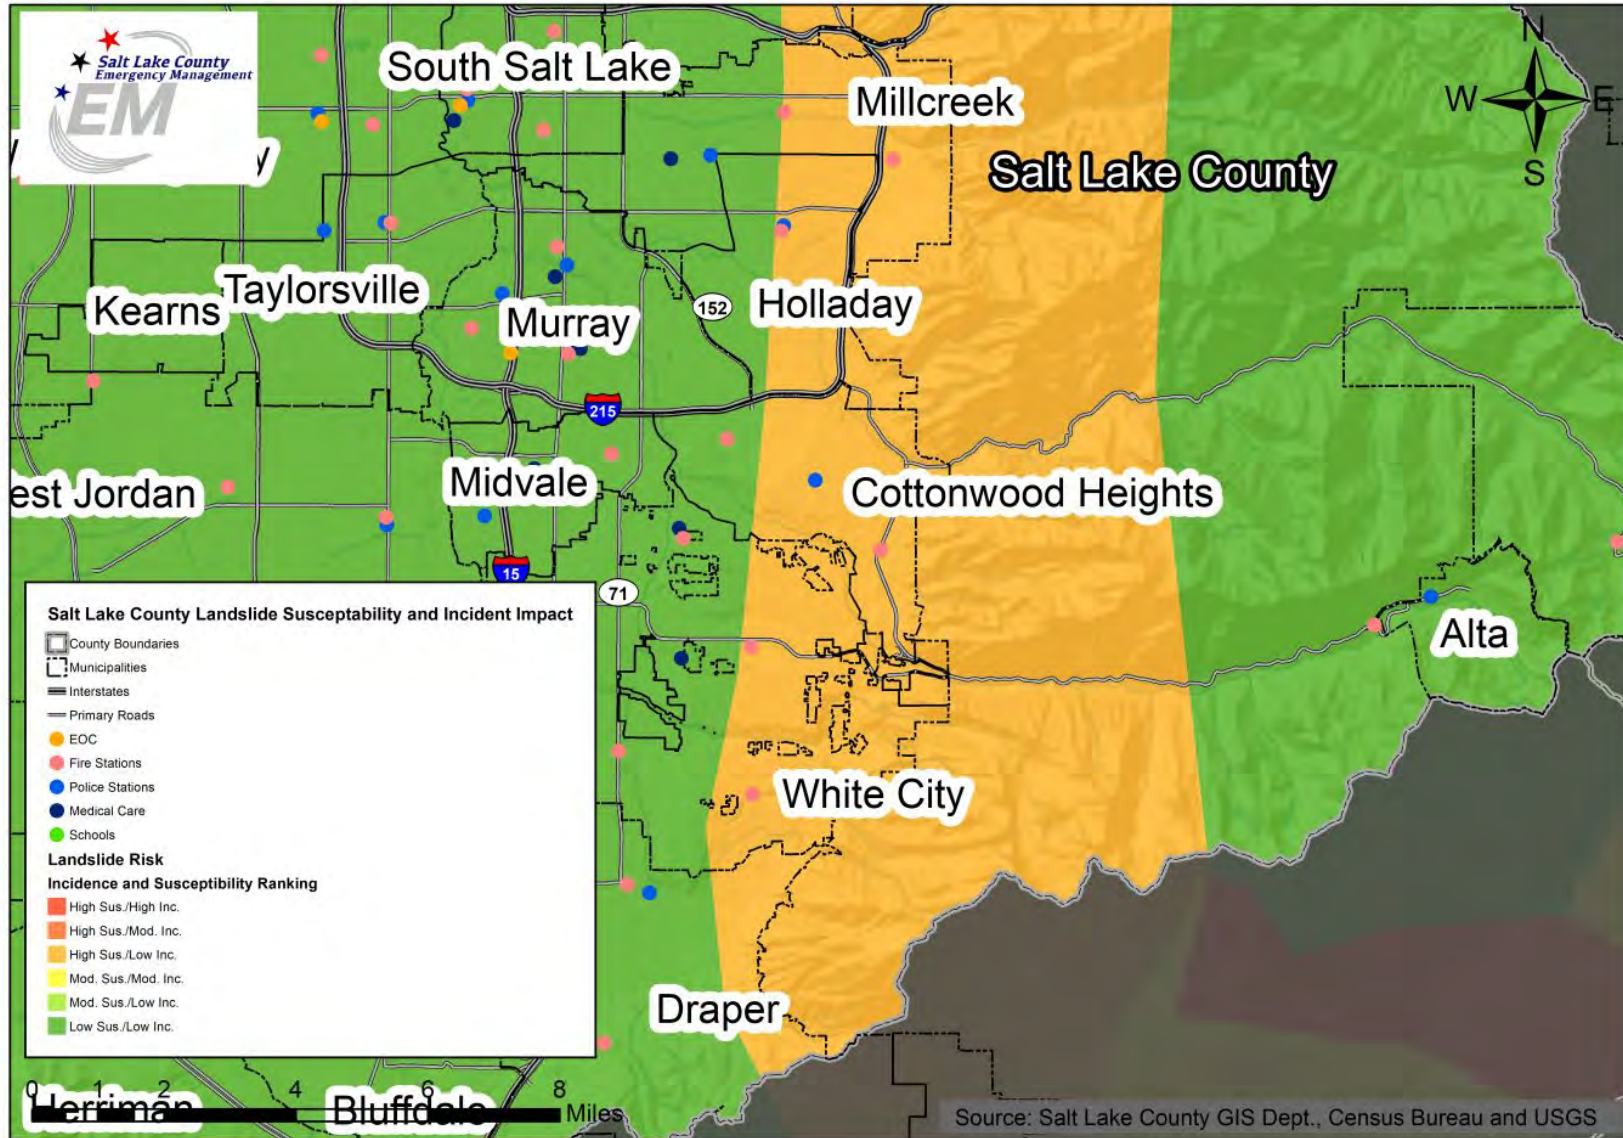 Salt Lake County
Emergency Management
EM
South Salt Lake
Millcreek
N
W
E
S
Salt Lake County
Kearns
Taylorsville
Murray
152
Holladay
215
est Jordan
Midvale
Cottonwood Heights
15
71
Alta
White City
Draper
Salt Lake County Landslide Susceptability and Incident Impact
County Boundaries
Municipalities
Interstates
Primary Roads
EOC
Fire Stations
Police Stations
Medical Care
Schools
Landslide Risk
Incidence and Susceptibility Ranking
High Sus./High Inc.
High Sus./Mod. Inc.
High Sus./Low Inc.
Mod. Sus./Mod. Inc.
Mod. Sus./Low Inc.
Low Sus./Low Inc.
0 1 2 4 6 8
Miles
Herriman
Bluffdale
Source: Salt Lake County GIS Dept., Census Bureau and USGS